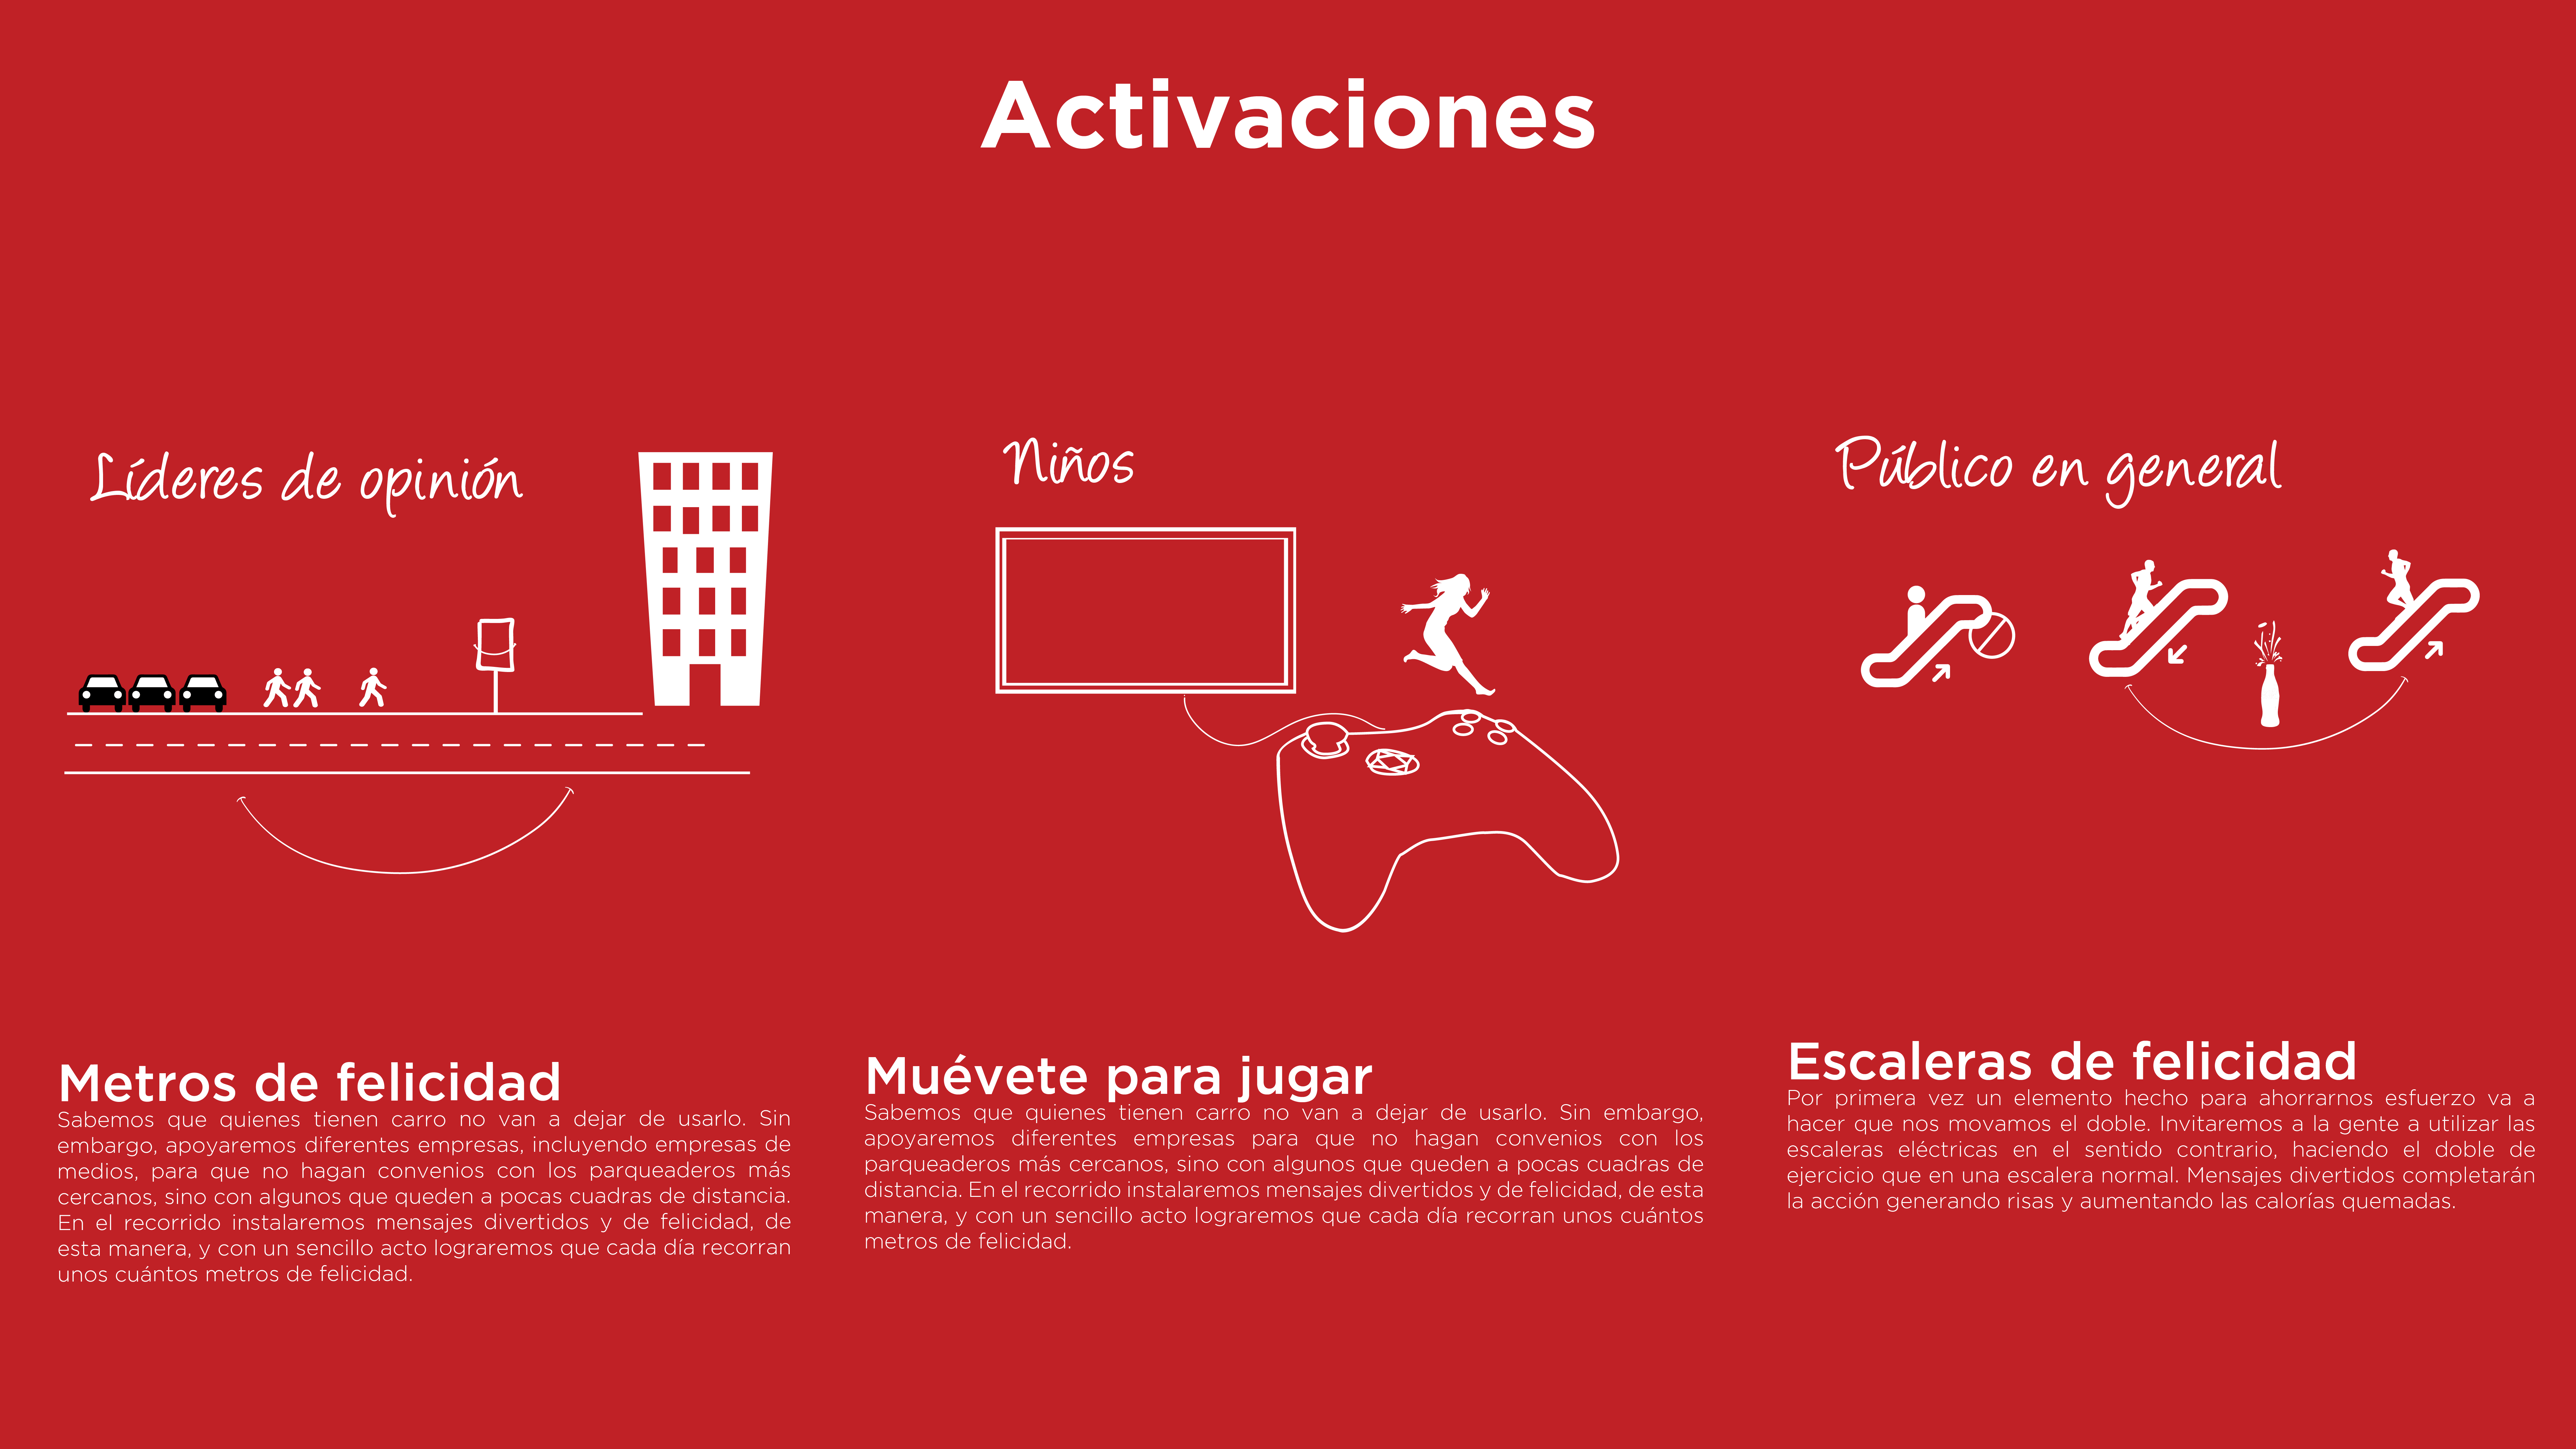 Activaciones
Líderes de opinión
Metros de felicidad
Sabemos que quienes tienen carro no van a dejar de usarlo. Sin
embargo, apoyaremos diferentes empresas, incluyendo empresas de
medios, para que no hagan convenios con los parqueaderos más
cercanos, sino con algunos que queden a pocas cuadras de distancia.
En el recorrido instalaremos mensajes divertidos y de felicidad, de
esta manera, y con un sencillo acto lograremos que cada día recorran
unos cuántos metros de felicidad.
Niños
Muévete para jugar
Sabemos que quienes tienen carro no van a dejar de usarlo. Sin embargo,
apoyaremos diferentes empresas para que no hagan convenios con los
parqueaderos más cercanos, sino con algunos que queden a pocas cuadras de
distancia. En el recorrido instalaremos mensajes divertidos y de felicidad, de esta
manera, y con un sencillo acto lograremos que cada día recorran unos cuántos
metros de felicidad.
Público en general
Escaleras de felicidad
Por primera vez un elemento hecho para ahorrarnos esfuerzo va a
hacer que nos movamos el doble. Invitaremos a la gente a utilizar las
escaleras eléctricas en el sentido contrario, haciendo el doble de
ejercicio que en una escalera normal. Mensajes divertidos completarán
la acción generando risas y aumentando las calorías quemadas.